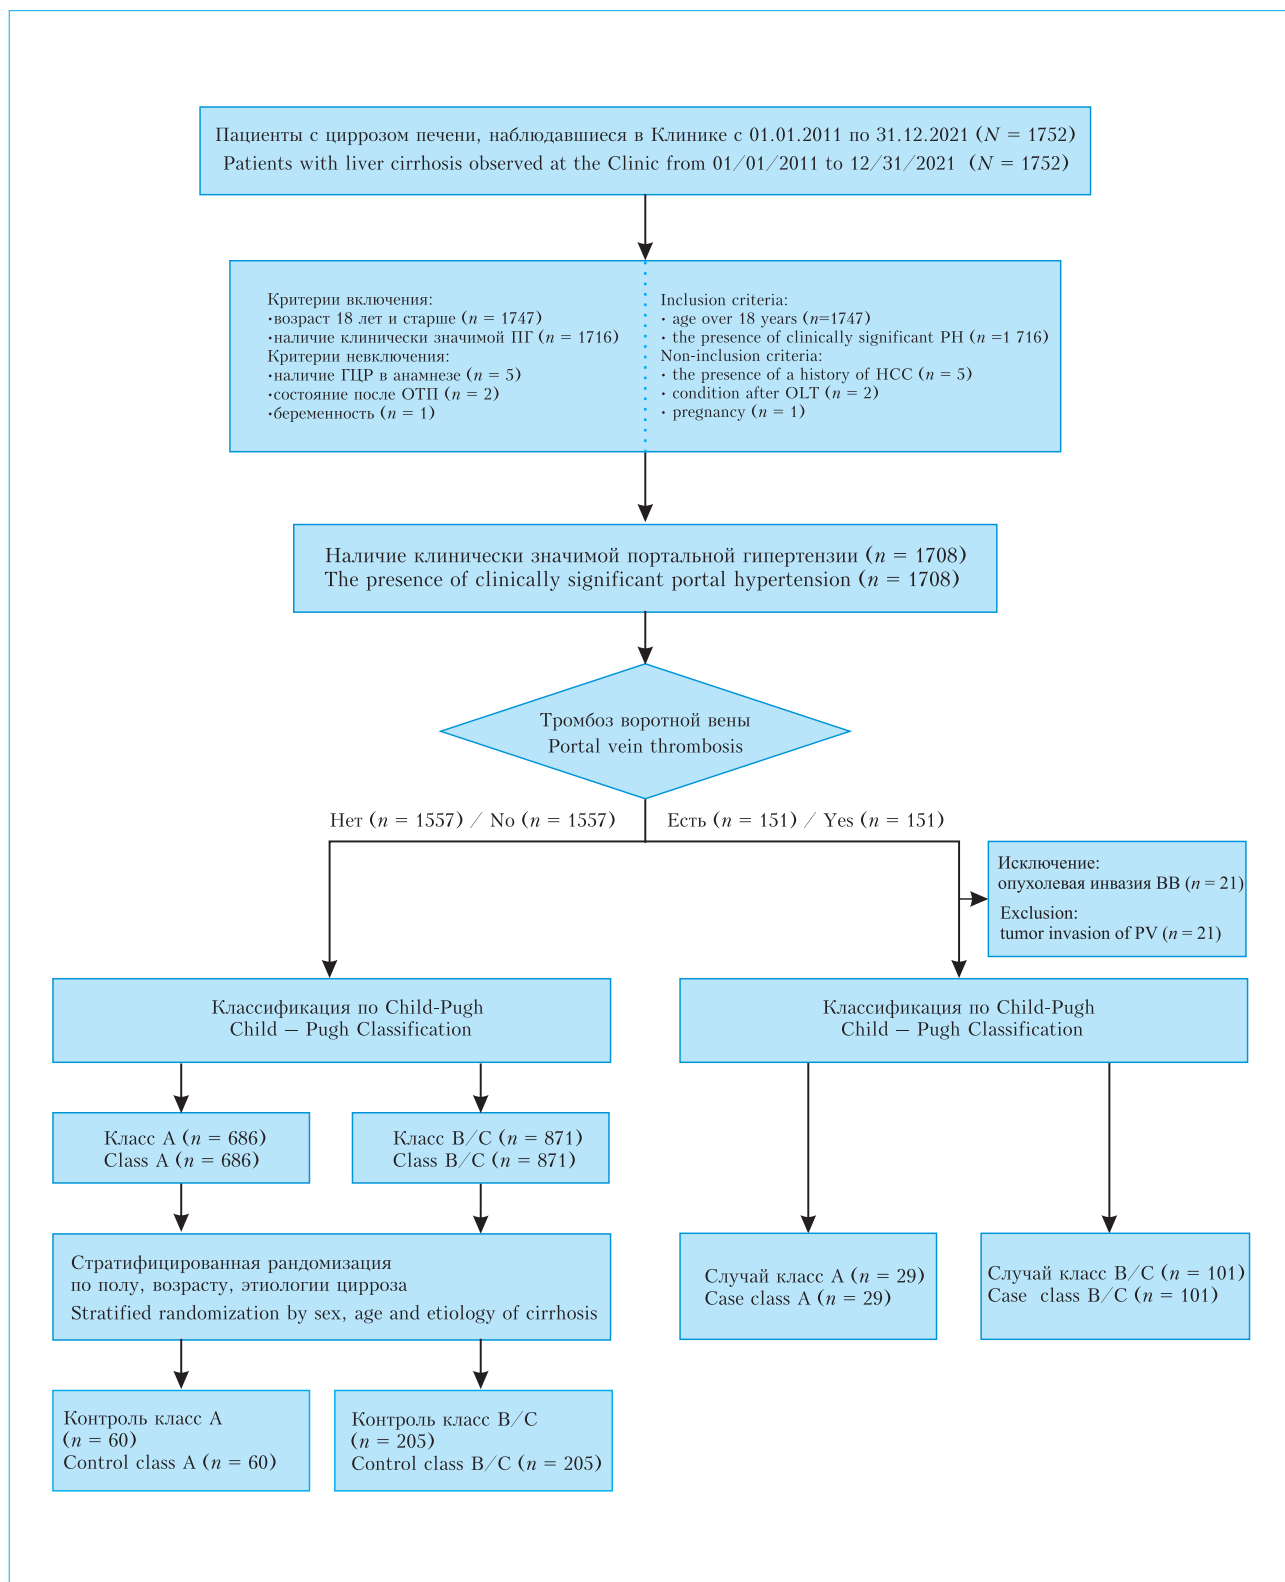 Пациенты с циррозом печени, наблюдавшиеся в Клинике с 01.01.2011 по 31.12.2021 (N = 1752)
Patients with liver cirrhosis observed at the Clinic from 01/01/2011 to 12/31/2021 (N = 1752)
Критерии включения:
·возраст 18 лет и старше (n = 1747)
·наличие клинически значимой ПГ (n = 1716)
Критерии невключения:
·наличие ГЦР в анамнезе (n = 5)
·состояние после ОТП (n = 2)
·беременность (n = 1)
Inclusion criteria:
· age over 18 years (n=1747)
· the presence of clinically significant PH (n =1 716)
Non-inclusion criteria:
· the presence of a history of HCC (n = 5)
· condition after OLT (n = 2)
· pregnancy (n = 1)
Наличие клинически значимой портальной гипертензии (n = 1708)
The presence of clinically significant portal hypertension (n = 1708)
Тромбоз воротной вены
Portal vein thrombosis
Нет (n = 1557) / No (n = 1557)
Есть (n = 151) / Yes (n = 151)
Исключение:
опухолевая инвазия ВВ (n = 21)
Exclusion:
tumor invasion of PV (n = 21)
Классификация по Child-Pugh
Child – Pugh Classification
Классификация по Child-Pugh
Child – Pugh Classification
Класс А (n = 686)
Class A (n = 686)
Класс В/С (n = 871)
Class B/C (n = 871)
Стратифицированная рандомизация
по полу, возрасту, этиологии цирроза
Stratified randomization by sex, age and etiology of cirrhosis
Случай класс А (n = 29)
Case class A (n = 29)
Случай класс В/С (n = 101)
Case class B/C (n = 101)
Контроль класс А
(n = 60)
Control class A (n = 60)
Контроль класс В/С
(n = 205)
Control class B/C (n = 205)